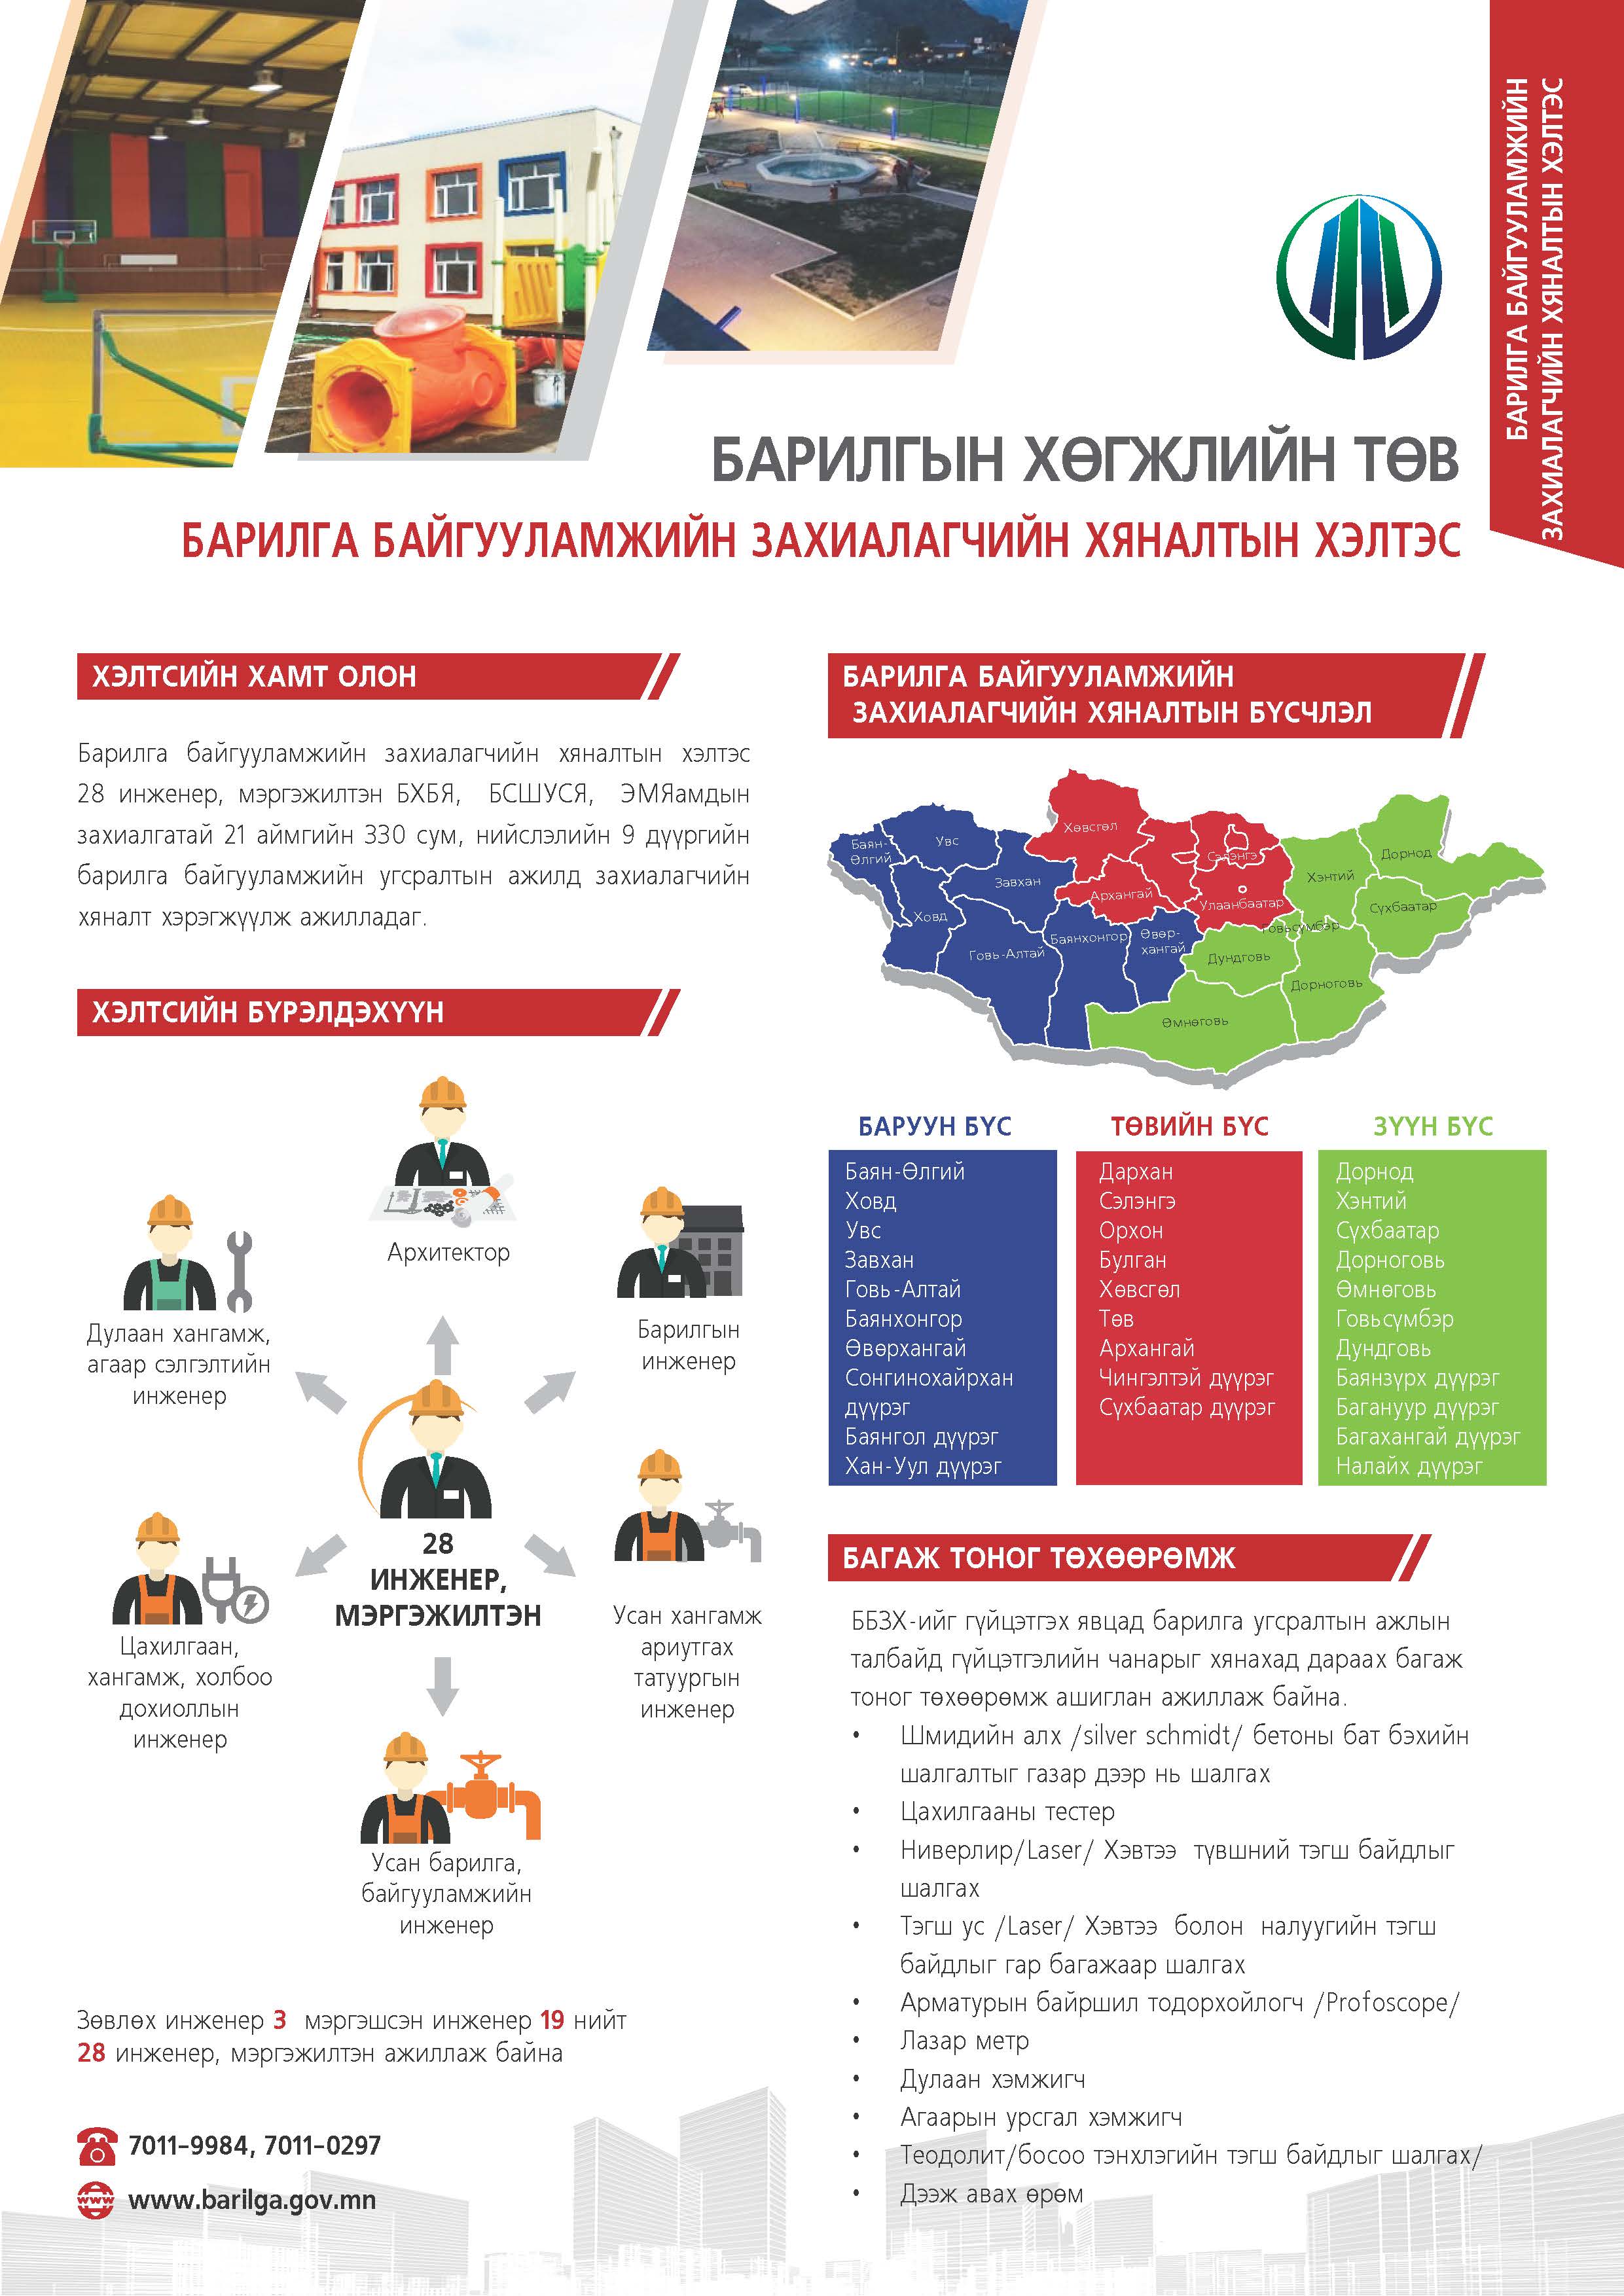 БАРИЛГА БАЙГУУЛАМЖИЙН
ЗАХИАЛАГЧИЙН ХЯНАЛТЫН ХЭЛТЭС
БАРИЛГЫН ХӨГЖЛИЙН ТӨВ
БАРИЛГА БАЙГУУЛАМЖИЙН ЗАХИАЛАГЧИЙН ХЯНАЛТЫН ХЭЛТЭС
ХЭЛТСИЙН ХАМТ ОЛОН
Барилга байгууламжийн захиалагчийн хяналтын хэлтэс
28 инженер, мэргэжилтэн БХБЯ, БСШУСЯ, ЭМЯамдын
захиалгатай 21 аймгийн 330 сум, нийслэлийн 9 дүүргийн
барилга байгууламжийн угсралтын ажилд захиалагчийн
хяналт хэрэгжүүлж ажилладаг.
ХЭЛТСИЙН БҮРЭЛДЭХҮҮН
Архитектор
Дулаан хангамж,
агаар сэлгэлтийн
инженер
Барилгын
инженер
28
ИНЖЕНЕР,
МЭРГЭЖИЛТЭН
Цахилгаан,
хангамж, холбоо
дохиоллын
инженер
Усан хангамж
ариутгах
татуургын
инженер
Усан барилга,
байгууламжийн
инженер
Зөвлөх инженер 3 мэргэшсэн инженер 19 нийт
28 инженер, мэргэжилтэн ажиллаж байна
7011-9984, 7011-0297
www
www.barilga.gov.mn
БАРИЛГА БАЙГУУЛАМЖИЙН
ЗАХИАЛАГЧИЙН ХЯНАЛТЫН БҮСЧЛЭЛ
Баян-
Өлгий
Увс
Ховд
Завхан
Говь-Алтай
Баянхонгор
Өвөр-
хангай
Хөвсгөл
Архангай
Сэлэнгэ
Улаанбаатар
Хэнтий
Дорнод
Сүхбаатар
Говьсүмбэр
Дундговь
Дорноговь
Өмнөговь
БАРУУН БҮС
Баян-Өлгий
Ховд
Увс
Завхан
Говь-Алтай
Баянхонгор
Өвөрхангай
Сонгинохайрхан
дүүрэг
Баянгол дүүрэг
Хан-Уул дүүрэг
ТӨВИЙН БҮС
Дархан
Сэлэнгэ
Орхон
Булган
Хөвсгөл
Төв
Архангай
Чингэлтэй дүүрэг
Сүхбаатар дүүрэг
ЗҮҮН БҮС
Дорнод
Хэнтий
Сүхбаатар
Дорноговь
Өмнөговь
Говьсүмбэр
Дундговь
Баянзүрх дүүрэг
Багануур дүүрэг
Багахангай дүүрэг
Налайх дүүрэг
БАГАЖ ТОНОГ ТӨХӨӨРӨМЖ
ББЗХ-ийг гүйцэтгэх явцад барилга угсралтын ажлын
талбайд гүйцэтгэлийн чанарыг хянахад дараах багаж
тоног төхөөрөмж ашиглан ажиллаж байна.
• Шмидийн алх /silver schmidt/ бетоны бат бэхийн
шалгалтыг газар дээр нь шалгах
• Цахилгааны тестер
• Ниверлир/Laser/ Хэвтээ түвшний тэгш байдлыг
шалгах
• Тэгш ус /Laser/ Хэвтээ болон налуугийн тэгш
байдлыг гар багажаар шалгах
• Арматурын байршил тодорхойлогч /Profoscope/
• Лазар метр
• Дулаан хэмжигч
• Агаарын урсгал хэмжигч
• Теодолит/босоо тэнхлэгийн тэгш байдлыг шалгах/
• Дээж авах өрөм